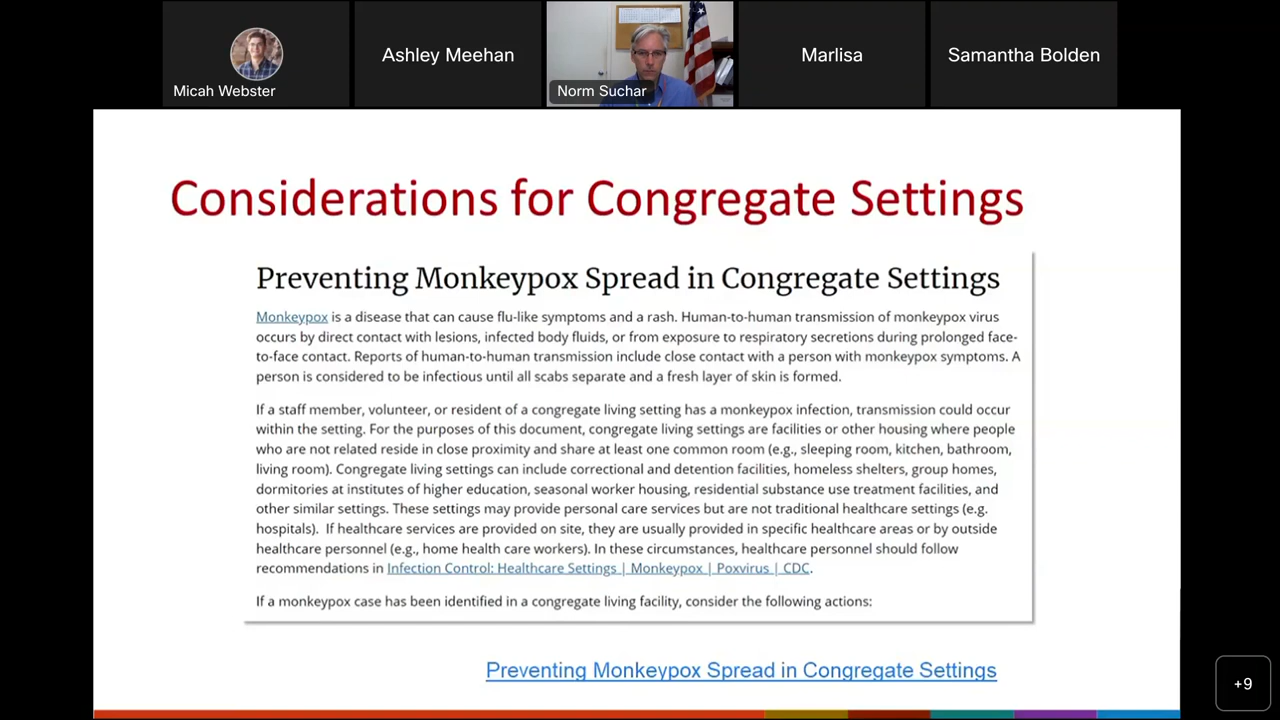 Micah Webster
Ashley Meehan
Norm Suchar
Marlisa
Samantha Bolden
Considerations for Congregate Settings
Preventing Monkeypox Spread in Congregate Settings
Monkeypox is a disease that can cause flu-like symptoms and a rash. Human-to-human transmission of monkeypox virus
occurs by direct contact with lesions, infected body fluids, or from exposure to respiratory secretions during prolonged face-
to-face contact. Reports of human-to-human transmission include close contact with a person with monkeypox symptoms. A
person is considered to be infectious until all scabs separate and a fresh layer of skin is formed.
If a staff member, volunteer, or resident of a congregate living setting has a monkeypox infection, transmission could occur
within the setting. For the purposes of this document, congregate living settings are facilities or other housing where people
who are not related reside in close proximity and share at least one common room (e.g., sleeping room, kitchen, bathroom,
living room). Congregate living settings can include correctional and detention facilities, homeless shelters, group homes,
dormitories at institutes of higher education, seasonal worker housing, residential substance use treatment facilities, and
other similar settings. These settings may provide personal care services but are not traditional healthcare settings (e.g.
hospitals). If healthcare services are provided on site, they are usually provided in specific healthcare areas or by outside
healthcare personnel (e.g., home health care workers). In these circumstances, healthcare personnel should follow
recommendations in Infection Control: Healthcare Settings | Monkeypox | Poxvirus | CDC.
If a monkeypox case has been identified in a congregate living facility, consider the following actions:
Preventing Monkeypox Spread in Congregate Settings
+9